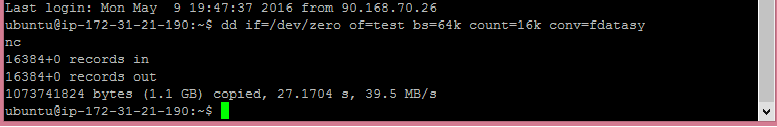 Last login: Mon May  9 19:47:37 2016 from 90.168.70.26
ubuntu@ip-172-31-21-190:~$ dd if=/dev/zero of=test bs=64k count=16k conv=fdatasy
nc
16384+0 records in
16384+0 records out
1073741824 bytes (1.1 GB) copied, 27.1704 s, 39.5 MB/s
ubuntu@ip-172-31-21-190:~$